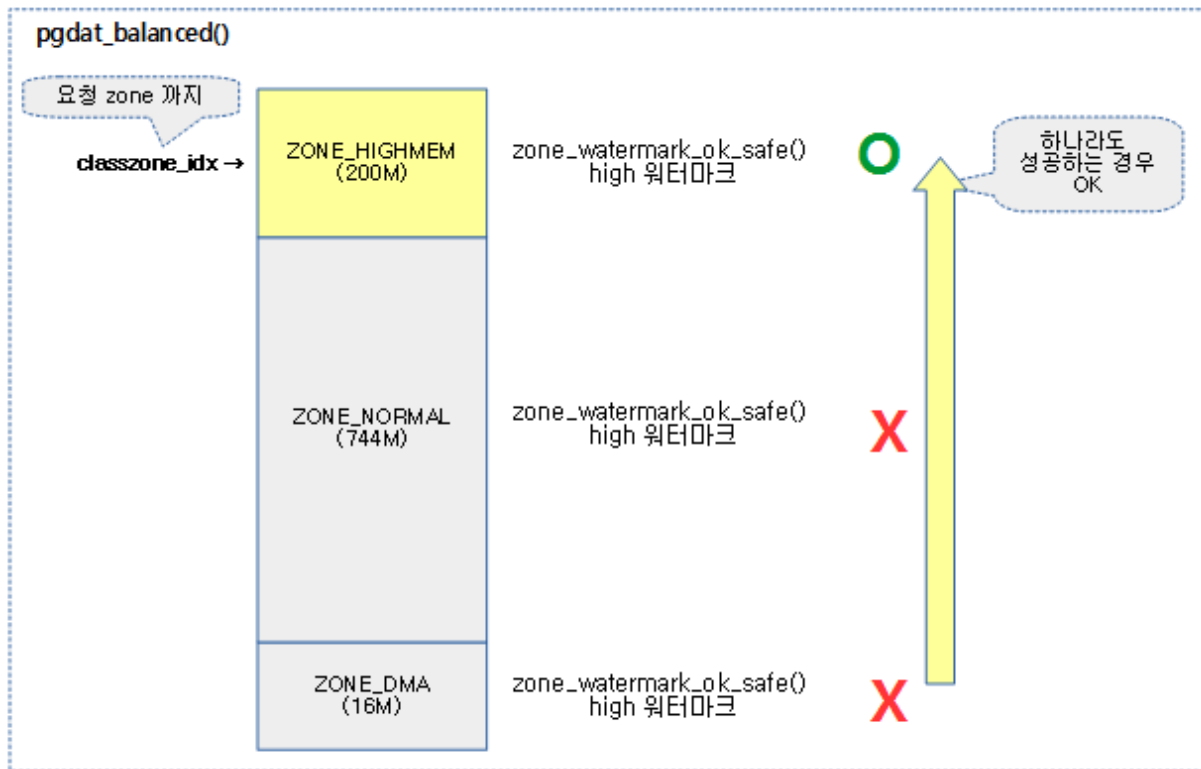 pgdat_balanced()
요청 zone 까지
classzone_idx →
ZONE_HIGHMEM
(200M)
zone_watermark_ok_safe()
high 워터마크
O
하나라도
성공하는 경우
OK
ZONE_NORMAL
(744M)
zone_watermark_ok_safe()
high 워터마크
X
ZONE_DMA
(16M)
zone_watermark_ok_safe()
high 워터마크
X